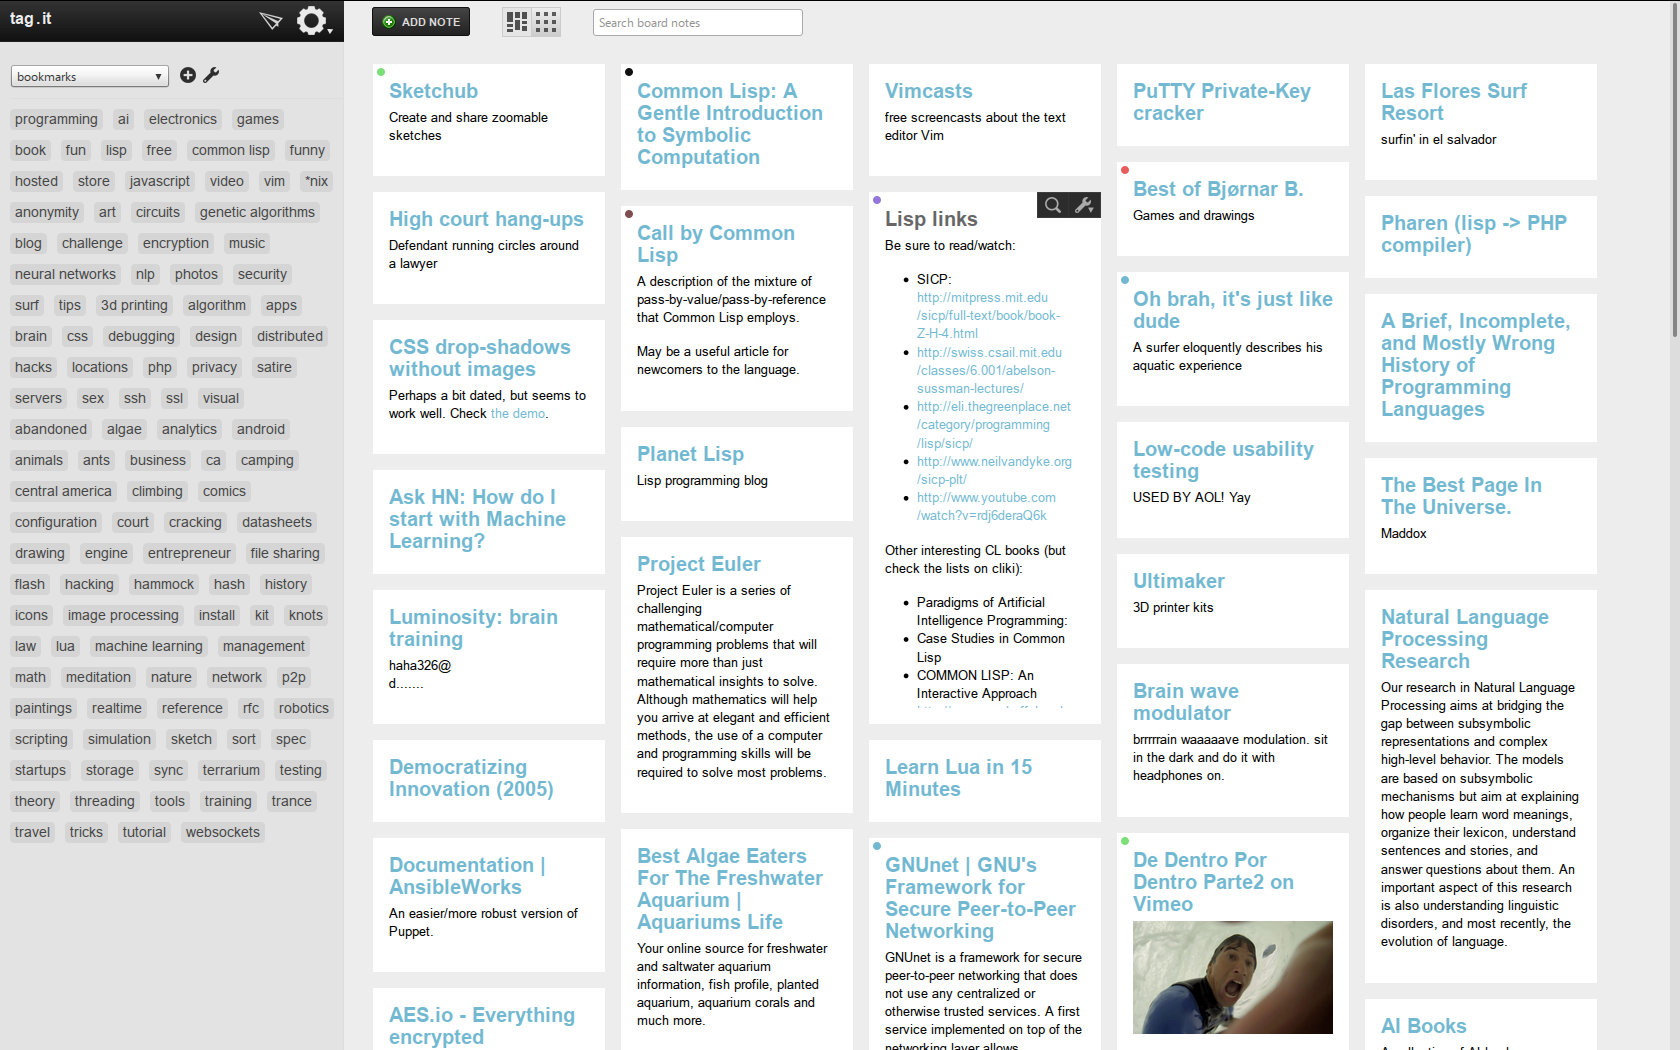 tag.it
ADD NOTE
Search board notes
bookmarks
programming ai electronics games
book fun lisp free common lisp funny
hosted store javascript video vim *nix
anonymity art circuits genetic algorithms
blog challenge encryption music
neural networks nlp photos security
surf tips 3d printing algorithm apps
brain css debugging design distributed
hacks locations php privacy satire
servers sex ssh ssl visual
abandoned algae analytics android
animals ants business ca camping
central america climbing comics
configuration court cracking datasheets
drawing engine entrepreneur file sharing
flash hacking hammock hash history
icons image processing install kit knots
law lua machine learning management
math meditation nature network p2p
paintings realtime reference rfc robotics
scripting simulation sketch sort spec
startups storage sync terrarium testing
theory threading tools training trance
travel tricks tutorial websockets
Sketchub
Create and share zoomable
sketches
High court hang-ups
Defendant running circles around
a lawyer
CSS drop-shadows
without images
Perhaps a bit dated, but seems to
work well. Check the demo.
Ask HN: How do I
start with Machine
Learning?
Luminosity: brain
training
haha326@
d.......
Democratizing
Innovation (2005)
Documentation |
AnsibleWorks
An easier/more robust version of
Puppet.
AES.io - Everything
encrypted
Common Lisp: A
Gentle Introduction
to Symbolic
Computation
Call by Common
Lisp
A description of the mixture of
pass-by-value/pass-by-reference
that Common Lisp employs.
May be a useful article for
newcomers to the language.
Planet Lisp
Lisp programming blog
Project Euler
Project Euler is a series of
challenging
mathematical/computer
programming problems that will
require more than just
mathematical insights to solve.
Although mathematics will help
you arrive at elegant and efficient
methods, the use of a computer
and programming skills will be
required to solve most problems.
Best Algae Eaters
For The Freshwater
Aquarium |
Aquariums Life
Your online source for freshwater
and saltwater aquarium
information, fish profile, planted
aquarium, aquarium corals and
much more.
Vimcasts
free screencasts about the text
editor Vim
Lisp links
Be sure to read/watch:
SICP:
http://mitpress.mit.edu
/sicp/full-text/book/book-
Z-H-4.html
http://swiss.csail.mit.edu
/classes/6.001/abelson-
sussman-lectures/
http://eli.thegreenplace.net
/category/programming
/lisp/sicp/
http://www.neilvandyke.org
/sicp-plt/
http://www.youtube.com
/watch?v=rdj6deraQ6k
Other interesting CL books (but
check the lists on cliki):
Paradigms of Artificial
Intelligence Programming:
Case Studies in Common
Lisp
COMMON LISP: An
Interactive Approach
Learn Lua in 15
Minutes
GNUnet | GNU's
Framework for
Secure Peer-to-Peer
Networking
GNUnet is a framework for secure
peer-to-peer networking that does
not use any centralized or
otherwise trusted services. A first
service implemented on top of the
networking layer allows
PuTTY Private-Key
cracker
Best of Bjørnar B.
Games and drawings
Oh brah, it's just like
dude
A surfer eloquently describes his
aquatic experience
Low-code usability
testing
USED BY AOL! Yay
Ultimaker
3D printer kits
Brain wave
modulator
brrrrrain waaaaave modulation. sit
in the dark and do it with
headphones on.
De Dentro Por
Dentro Parte2 on
Vimeo
Las Flores Surf
Resort
surfin' in el salvador
Pharen (lisp -> PHP
compiler)
A Brief, Incomplete,
and Mostly Wrong
History of
Programming
Languages
The Best Page In
The Universe.
Maddox
Natural Language
Processing
Research
Our research in Natural Language
Processing aims at bridging the
gap between subsymbolic
representations and complex
high-level behavior. The models
are based on subsymbolic
mechanisms but aim at explaining
how people learn word meanings,
organize their lexicon, understand
sentences and stories, and
answer questions about them. An
important aspect of this research
is also understanding linguistic
disorders, and most recently, the
evolution of language.
AI Books